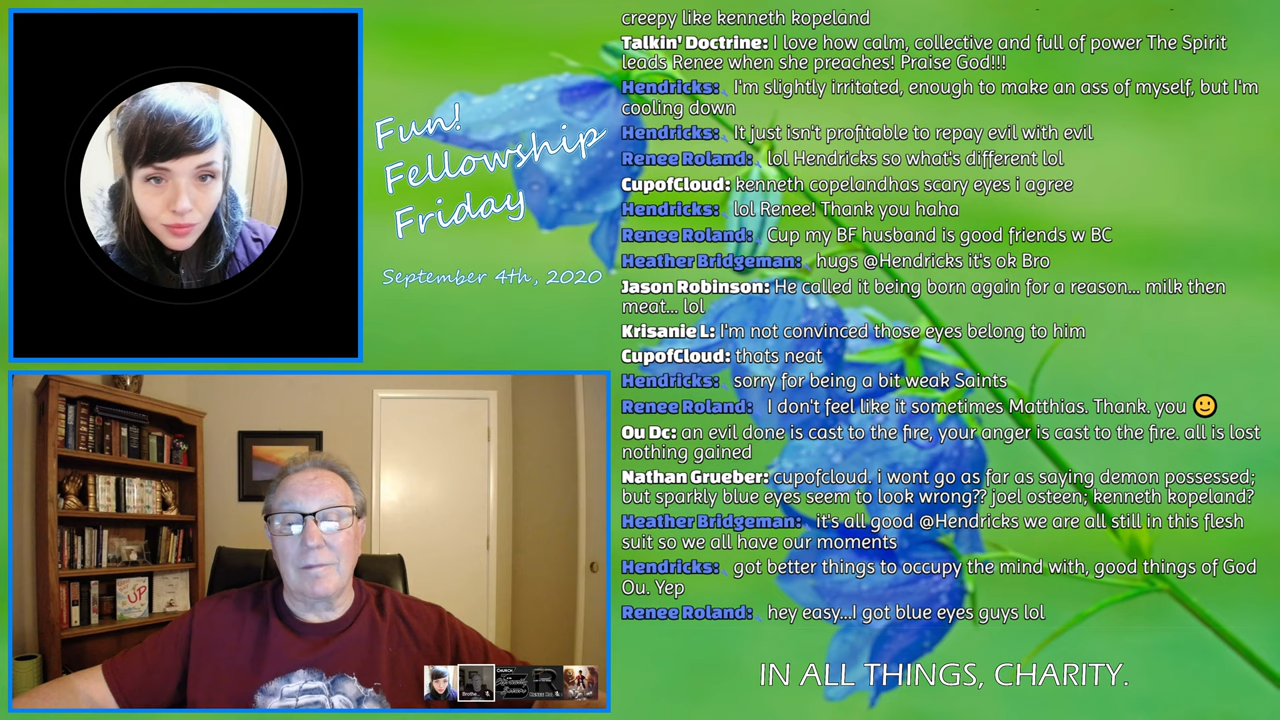 Fun!
Fellowship
Friday
September 4th, 2020
creepy like kenneth kopeland
Talkin' Doctrine: I love how calm, collective and full of power The Spirit
leads Renee when she preaches! Praise God!!!
Hendricks: I'm slightly irritated, enough to make an ass of myself, but I'm
cooling down
Hendricks: It just isn't profitable to repay evil with evil
Renee Roland: lol Hendricks so what's different lol
CupofCloud: kenneth copelandhas scary eyes i agree
Hendricks: lol Renee! Thank you haha
Renee Roland: Cup my BF husband is good friends w BC
Heather Bridgeman: hugs @Hendricks it's ok Bro
Jason Robinson: He called it being born again for a reason... milk then
meat... lol
Krisanie L: I'm not convinced those eyes belong to him
CupofCloud: thats neat
Hendricks: sorry for being a bit weak Saints
Renee Roland: I don't feel like it sometimes Matthias. Thank. you 🙂
Ou Dc: an evil done is cast to the fire, your anger is cast to the fire. all is lost
nothing gained
Nathan Grueber: cupofcloud. i wont go as far as saying demon possessed;
but sparkly blue eyes seem to look wrong?? joel osteen; kenneth kopeland?
Heather Bridgeman: it's all good @Hendricks we are all still in this flesh
suit so we all have our moments
Hendricks: got better things to occupy the mind with, good things of God
Ou. Yep
Renee Roland: hey easy...I got blue eyes guys lol
IN ALL THINGS, CHARITY.
UP